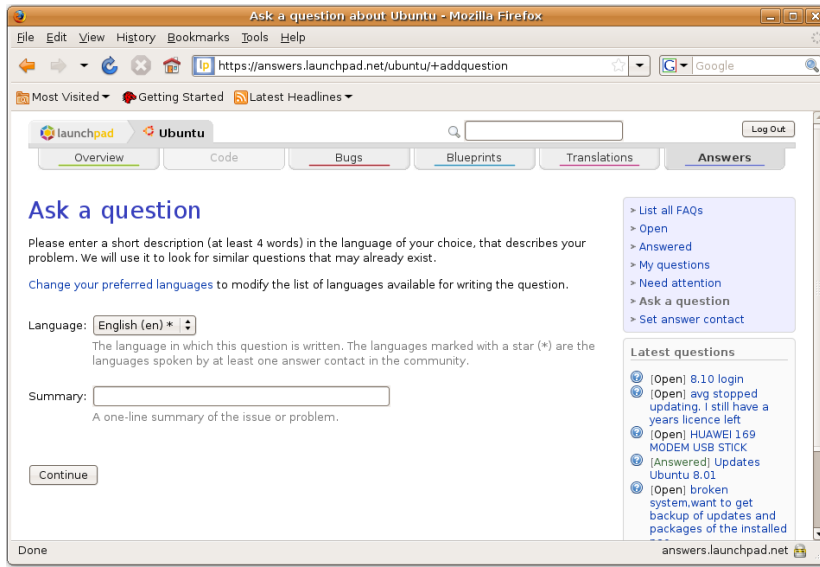 Ask a question about Ubuntu - Mozilla Firefox
File Edit View History Bookmarks Tools Help
lp https://answers.launchpad.net/ubuntu/+addquestion G Google
Most Visited Getting Started Latest Headlines
launchpad Ubuntu Log Out
Overview Code Bugs Blueprints Translations Answers
Ask a question
Please enter a short description (at least 4 words) in the language of your choice, that describes your
problem. We will use it to look for similar questions that may already exist.
Change your preferred languages to modify the list of languages available for writing the question.
Language: English (en) *
The language in which this question is written. The languages marked with a star (*) are the
languages spoken by at least one answer contact in the community.
Summary:
A one-line summary of the issue or problem.
Continue
> List all FAQs
> Open
> Answered
> My questions
> Need attention
> Ask a question
> Set answer contact
Latest questions
[Open] 8.10 login
[Open] avg stopped
updating. I still have a
years licence left
[Open] HUAWEI 169
MODEM USB STICK
[Answered] Updates
Ubuntu 8.01
[Open] broken
system,want to get
backup of updates and
packages of the installed
Done answers.launchpad.net